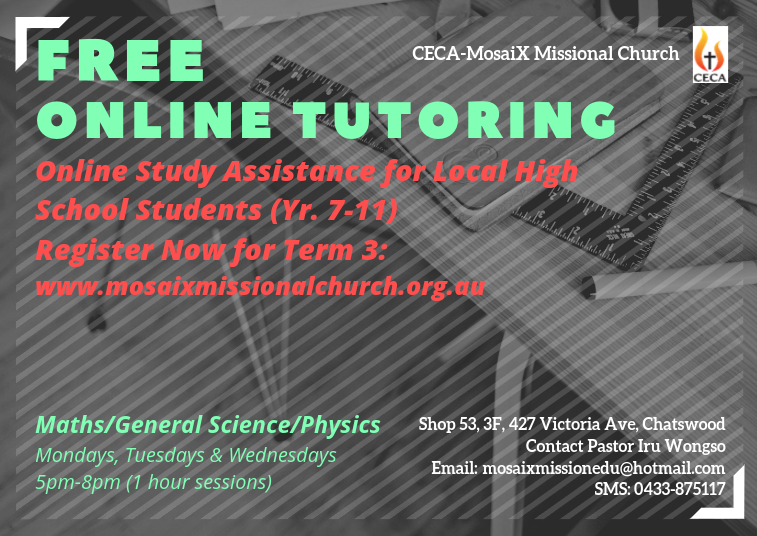 CECA-MosaiX Missional Church
CECA
FREE
ONLINE TUTORING
Online Study Assistance for Local High
School Students (Yr. 7-11)
Register Now for Term 3:
www.mosaixmissionalchurch.org.au
Maths/General Science/Physics
Mondays, Tuesdays & Wednesdays
5pm-8pm (1 hour sessions)
Shop 53, 3F, 427 Victoria Ave, Chatswood
Contact Pastor Iru Wongso
Email: mosaixmissionedu@hotmail.com
SMS: 0433-875117